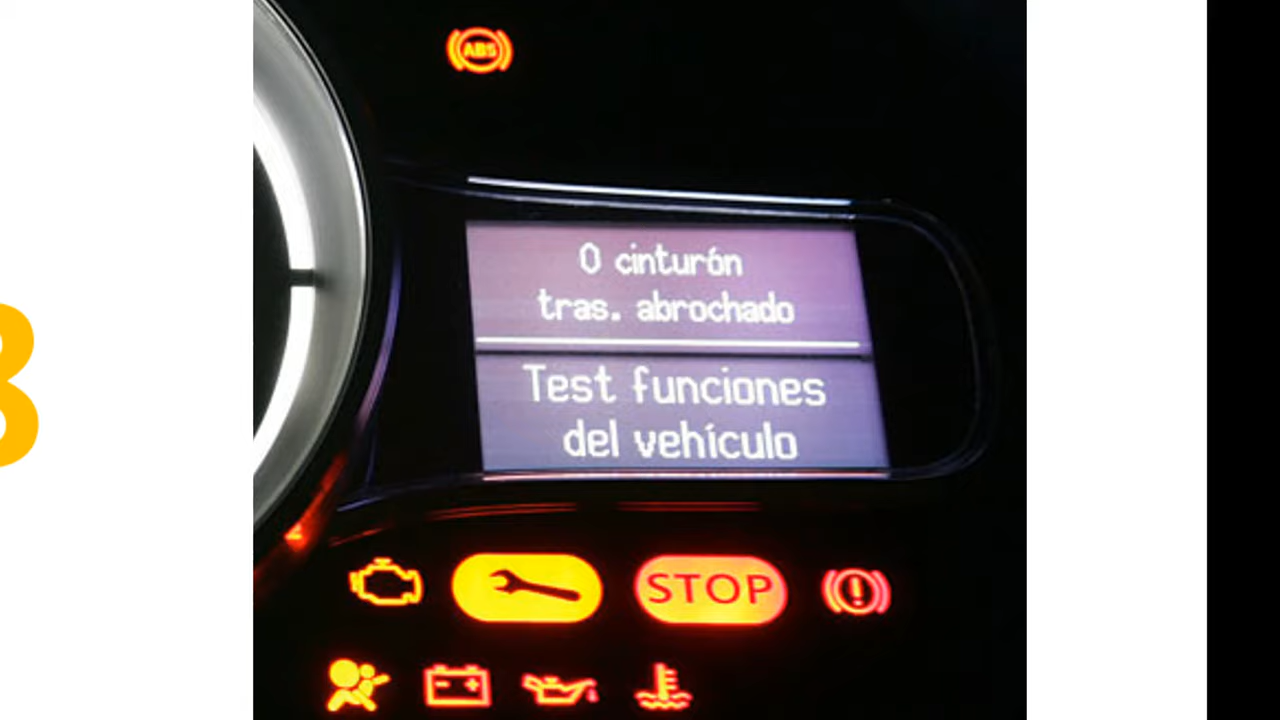 ABS
0 cinturón
tras. abrochado
Test funciones
del vehículo
STOP